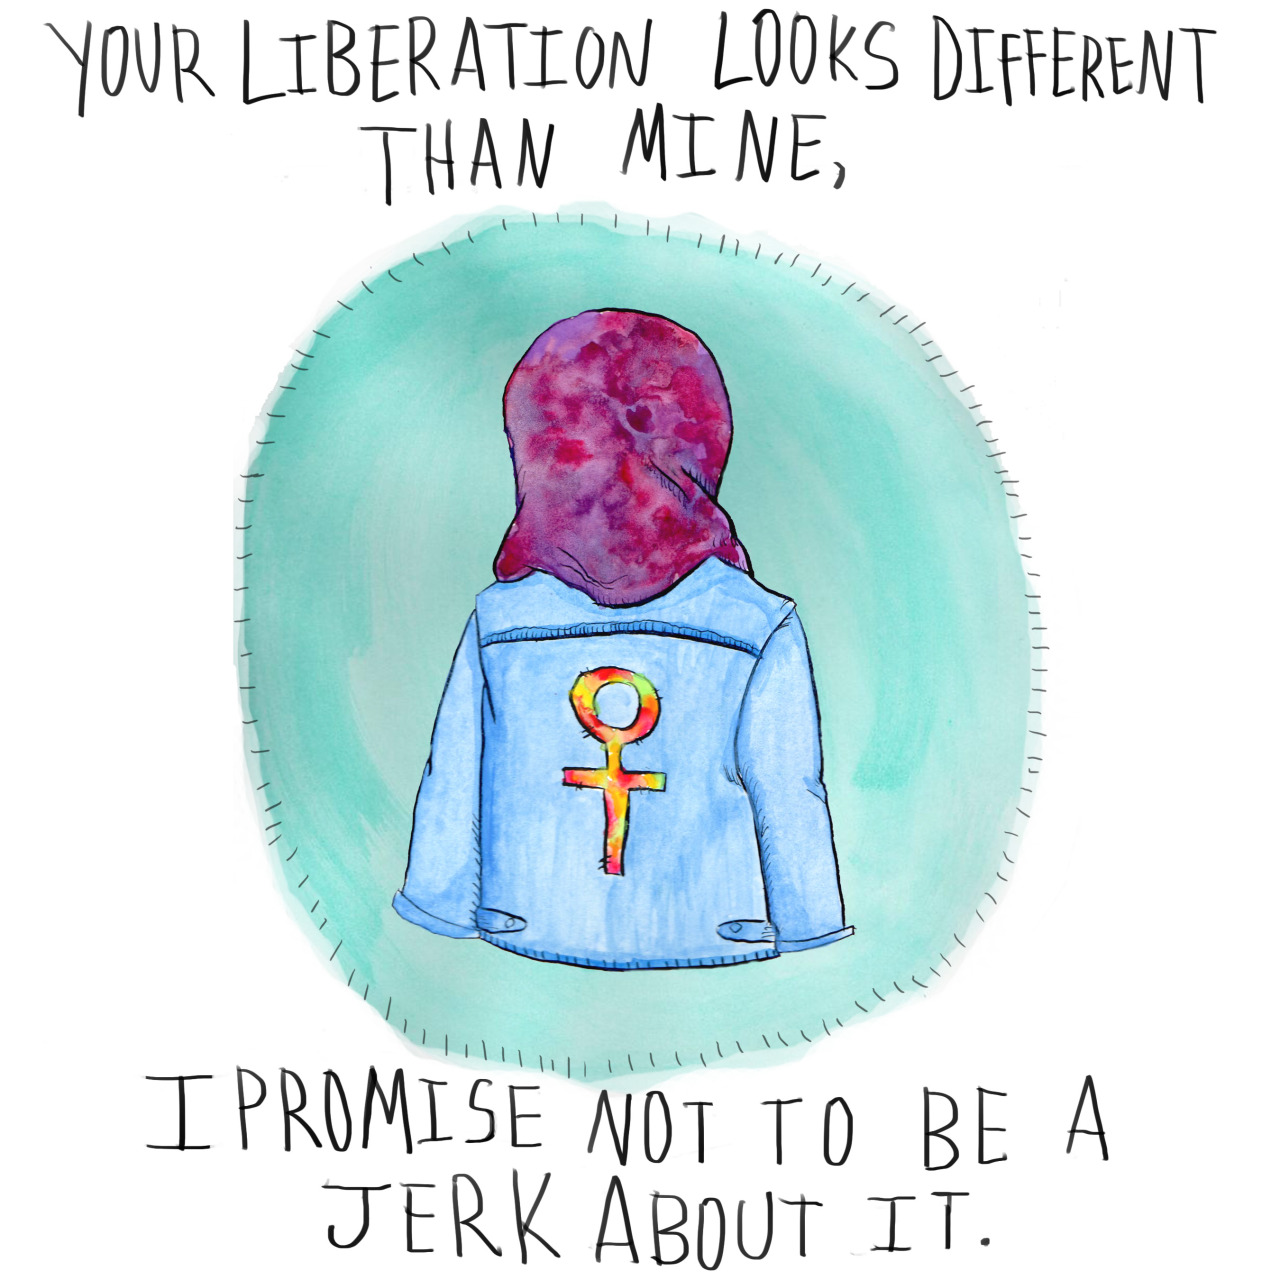 YOUR LIBERATION LOOKS DIFFERENT
THAN MINE,
I PROMISE NOT TO BE A
JERK ABOUT IT.